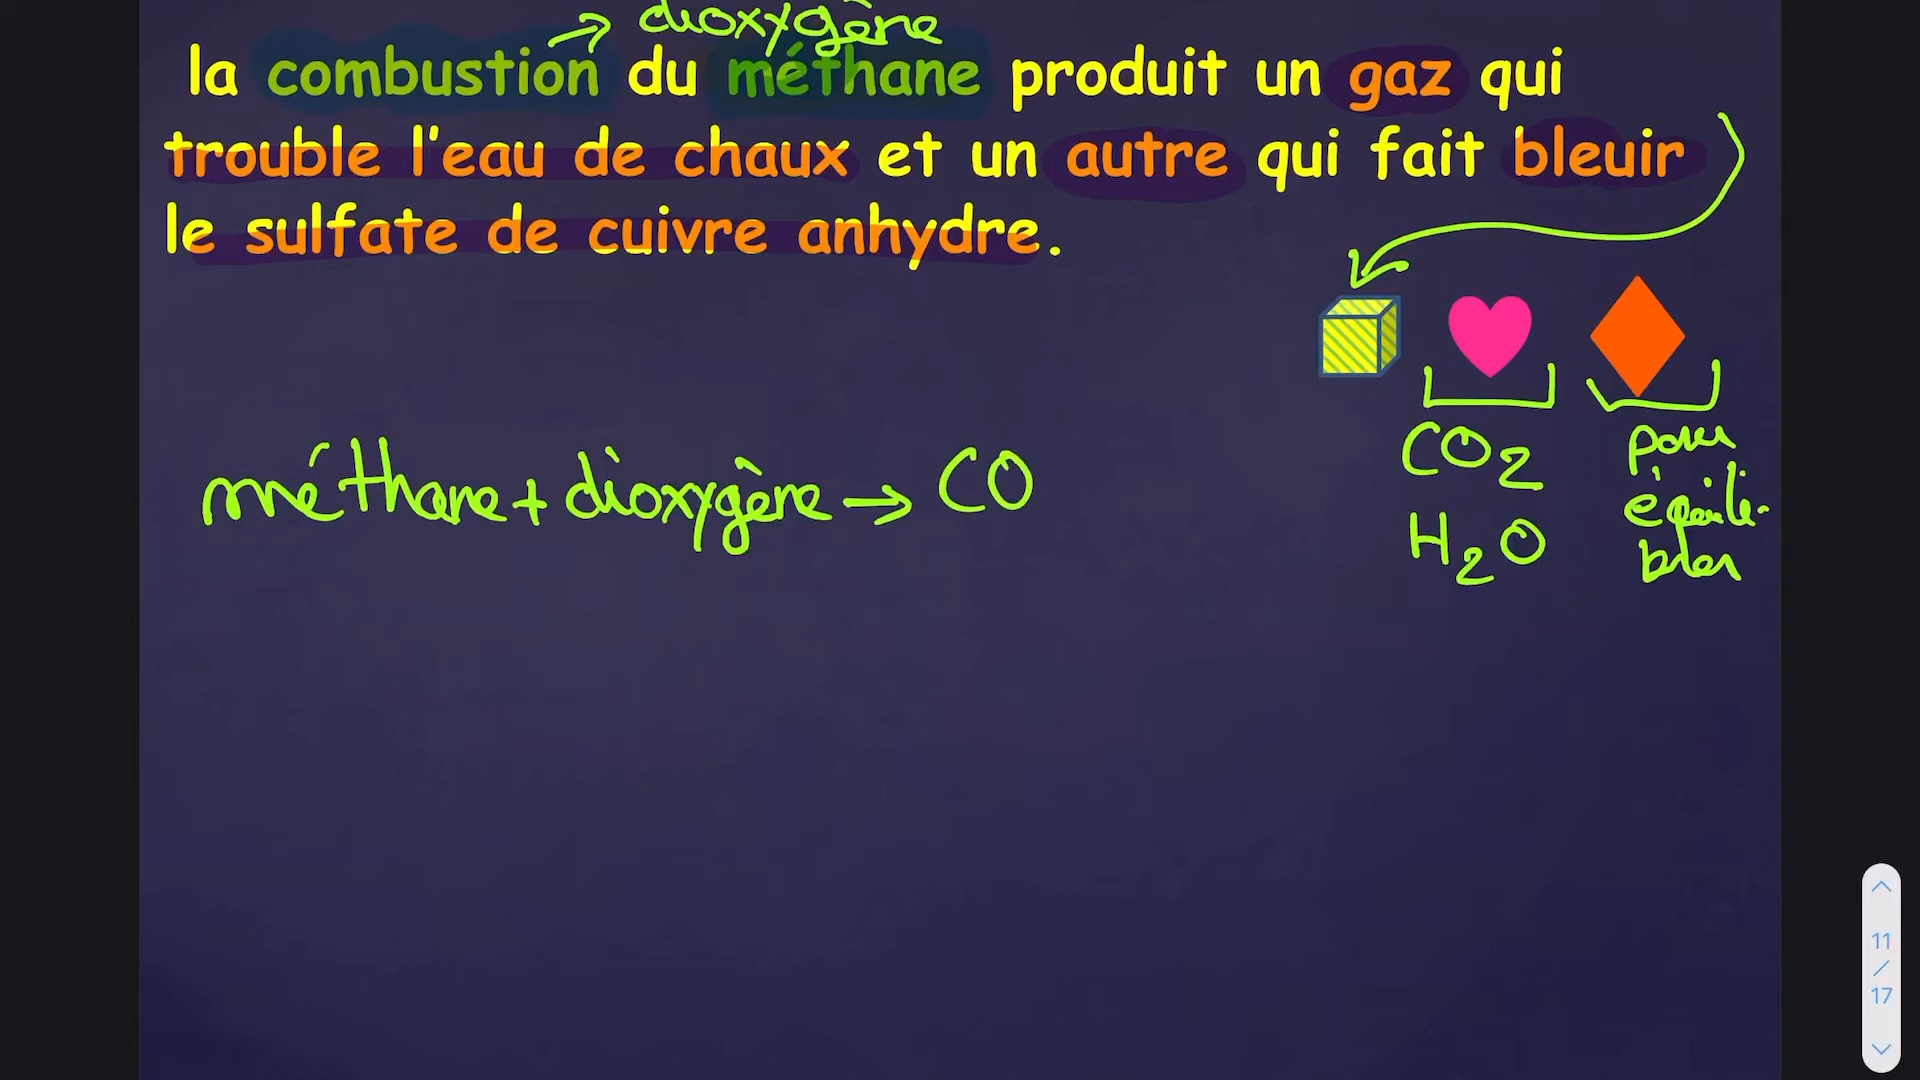 → dioxygène
la combustion du méthane produit un gaz qui
trouble l'eau de chaux et un autre qui fait bleuir
le sulfate de cuivre anhydre.
méthane + dioxygène → CO
CO2
H2O
pour
équili-
brer
11
/
17